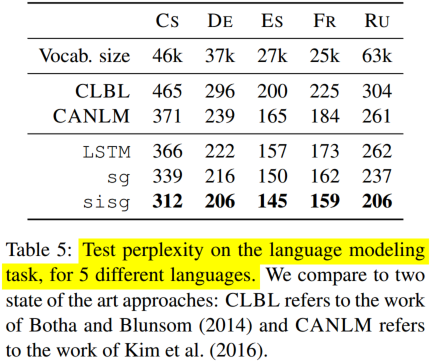 Cs De Es Fr Ru
Vocab. size 46k 37k 27k 25k 63k
CLBL 465 296 200 225 304
CANLM 371 239 165 184 261
LSTM 366 222 157 173 262
sg 339 216 150 162 237
sisg 312 206 145 159 206
Table 5: Test perplexity on the language modeling
task, for 5 different languages. We compare to two
state of the art approaches: CLBL refers to the work
of Botha and Blunsom (2014) and CANLM refers
to the work of Kim et al. (2016).